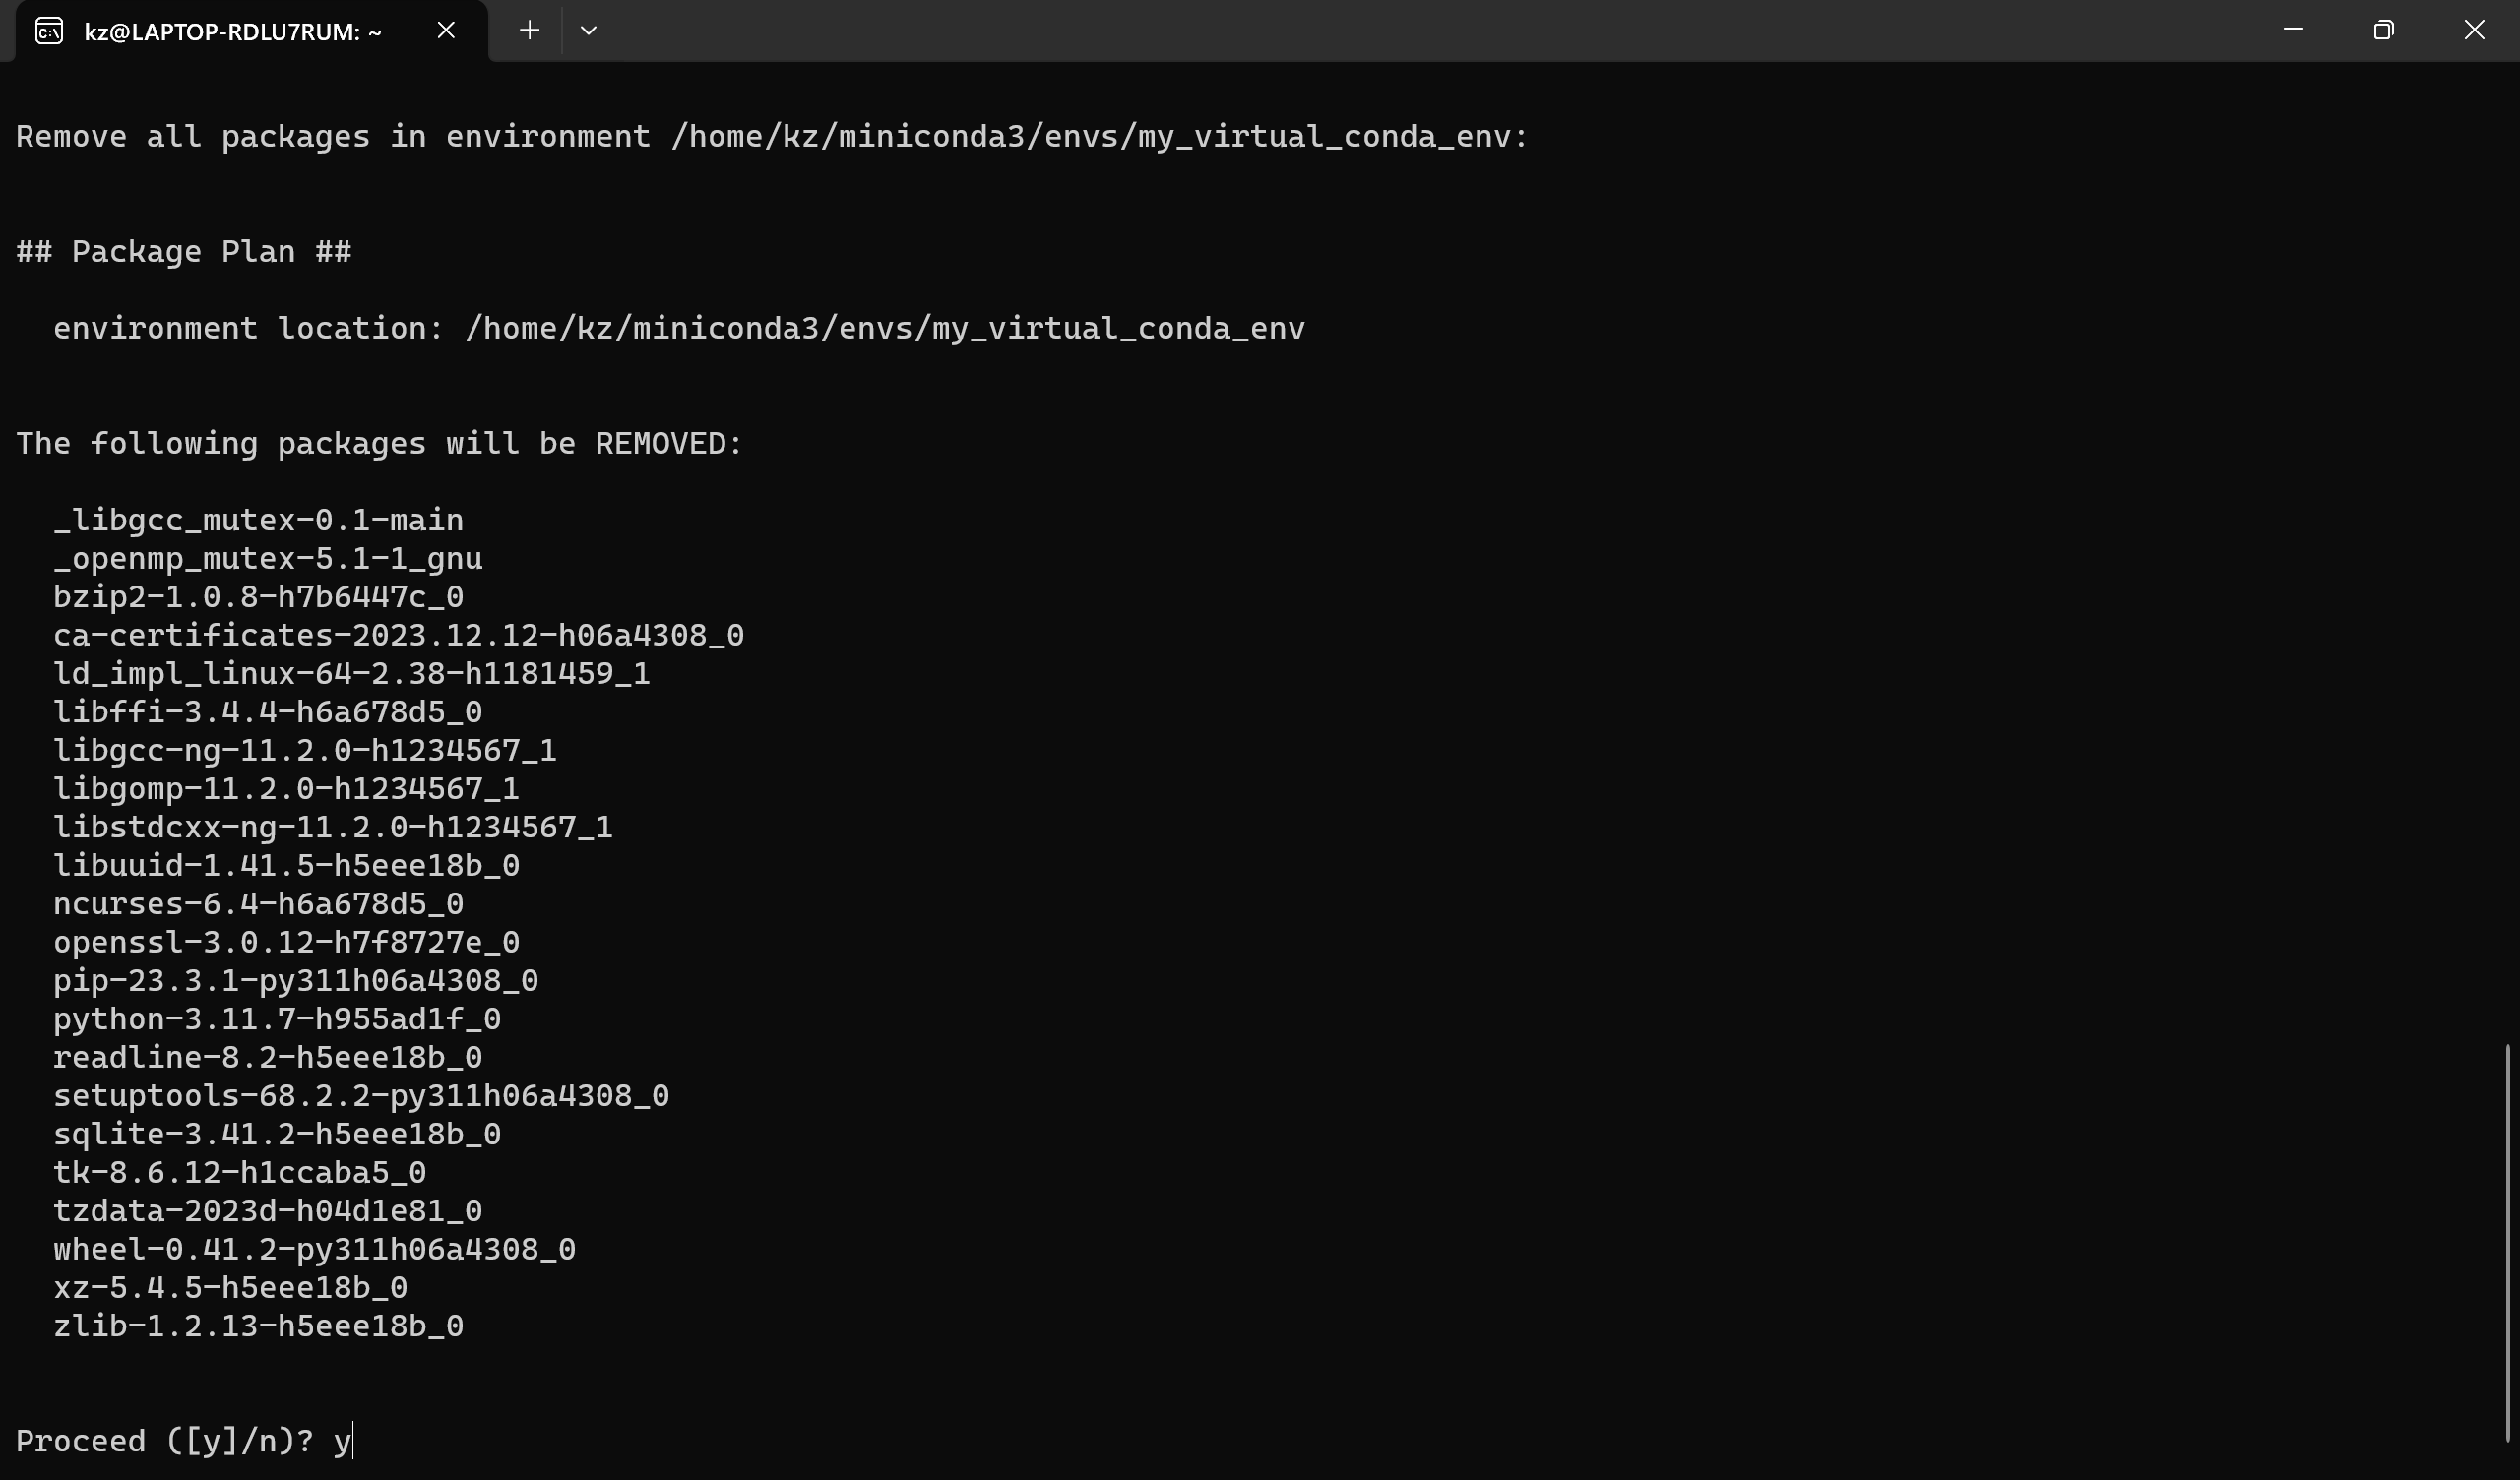 kz@LAPTOP-RDLU7RUM: ~
Remove all packages in environment /home/kz/miniconda3/envs/my_virtual_conda_env:
## Package Plan ##
environment location: /home/kz/miniconda3/envs/my_virtual_conda_env
The following packages will be REMOVED:
_libgcc_mutex-0.1-main
_openmp_mutex-5.1-1_gnu
bzip2-1.0.8-h7b6447c_0
ca-certificates-2023.12.12-h06a4308_0
ld_impl_linux-64-2.38-h1181459_1
libffi-3.4.4-h6a678d5_0
libgcc-ng-11.2.0-h1234567_1
libgomp-11.2.0-h1234567_1
libstdcxx-ng-11.2.0-h1234567_1
libuuid-1.41.5-h5eee18b_0
ncurses-6.4-h6a678d5_0
openssl-3.0.12-h7f8727e_0
pip-23.3.1-py311h06a4308_0
python-3.11.7-h955ad1f_0
readline-8.2-h5eee18b_0
setuptools-68.2.2-py311h06a4308_0
sqlite-3.41.2-h5eee18b_0
tk-8.6.12-h1ccaba5_0
tzdata-2023d-h04d1e81_0
wheel-0.41.2-py311h06a4308_0
xz-5.4.5-h5eee18b_0
zlib-1.2.13-h5eee18b_0
Proceed ([y]/n)? y